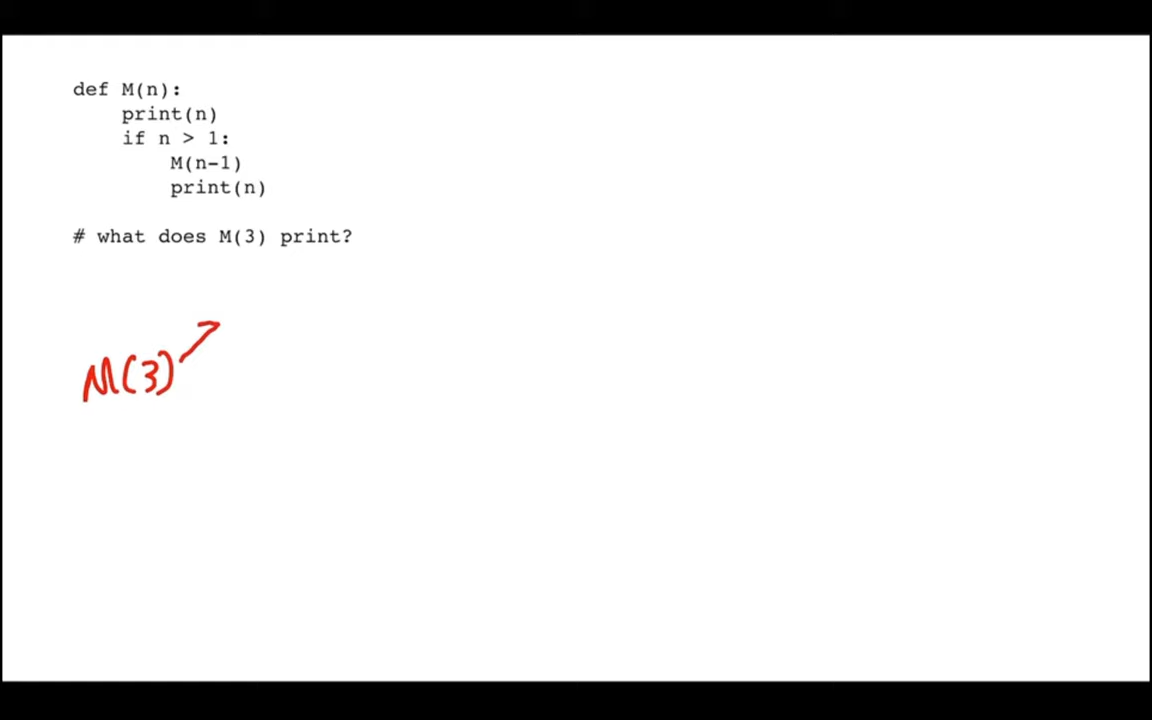 def M(n):
    print(n)
    if n > 1:
        M(n-1)
        print(n)

# what does M(3) print?

M(3)